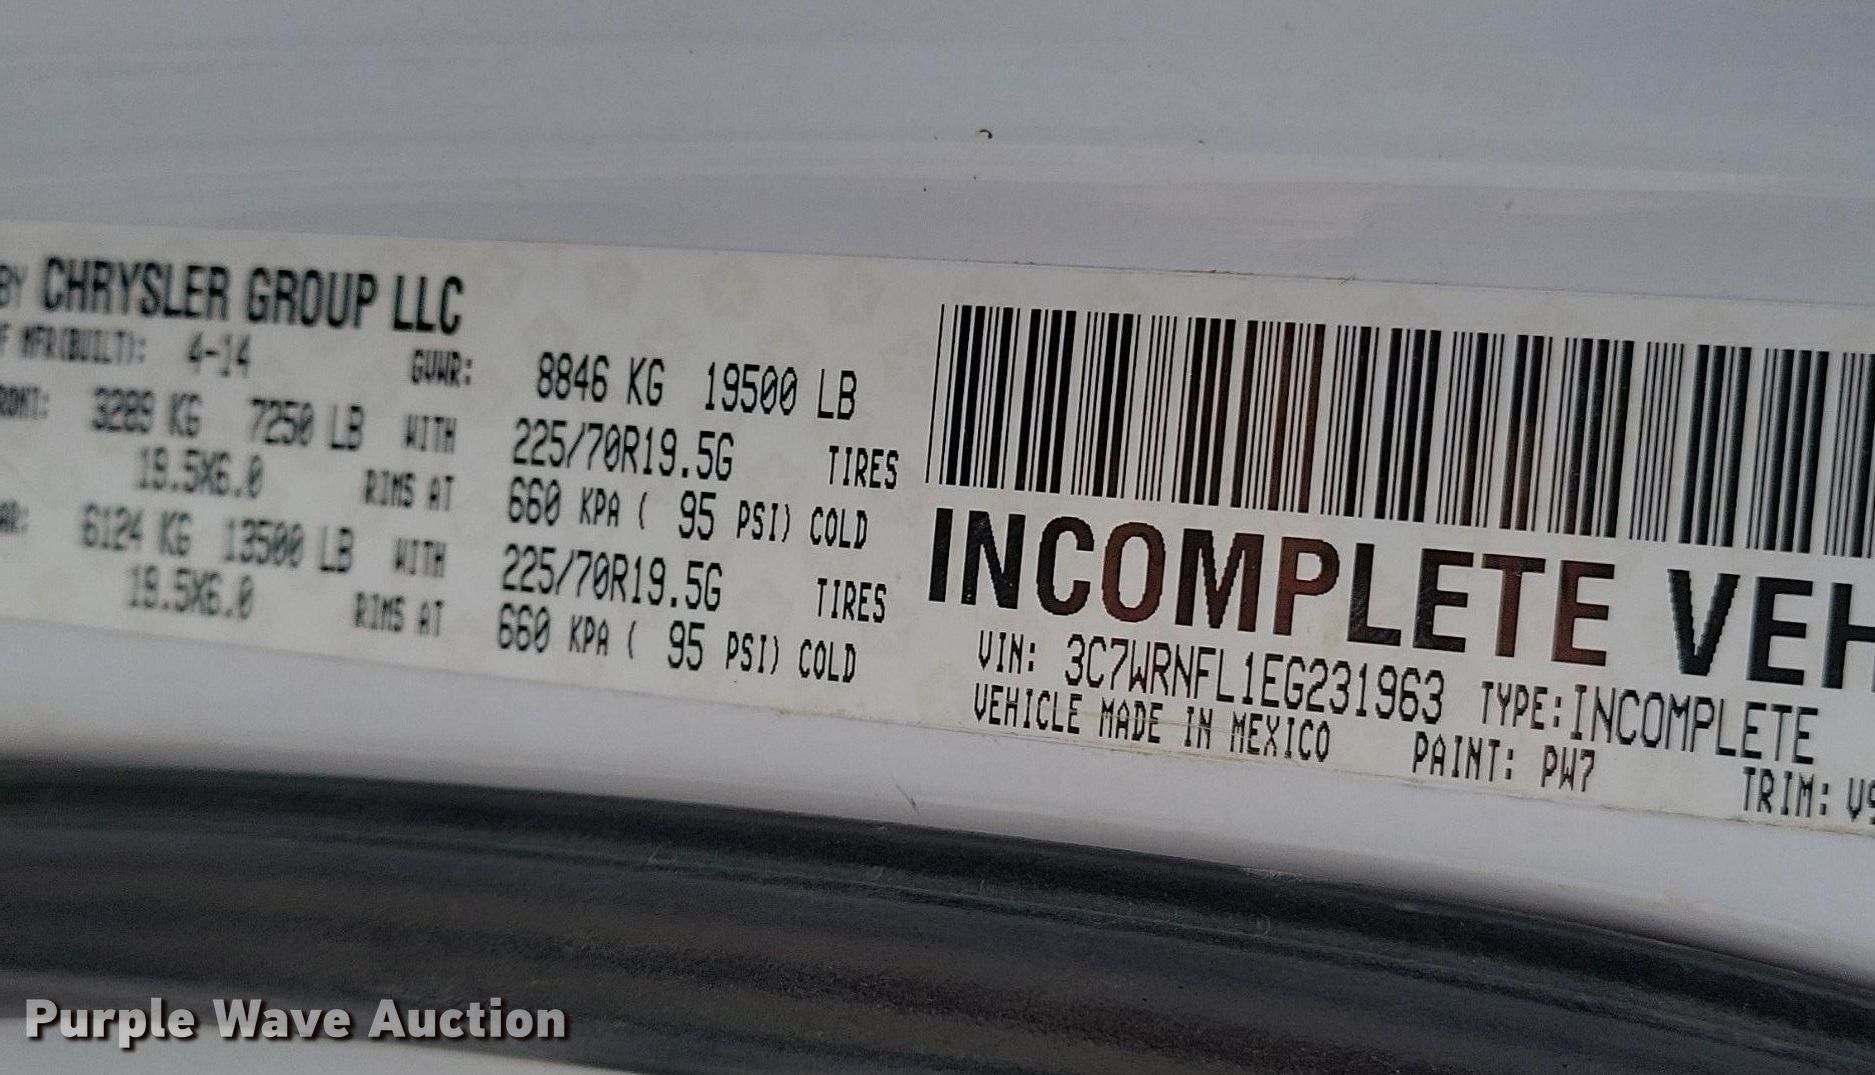 BY CHRYSLER GROUP LLC
MFR(BUILT): 4-14 GVWR: 8846 KG 19500 LB
3289 KG 7250 LB WITH 225/70R19.5G TIRES
19.5X6.0 RIMS AT 660 KPA ( 95 PSI) COLD
6124 KG 13500 LB WITH 225/70R19.5G TIRES
19.5X6.0 RIMS AT 660 KPA ( 95 PSI) COLD
INCOMPLETE VEH
VIN: 3C7WRNFL1EG231963 TYPE:INCOMPLETE
VEHICLE MADE IN MEXICO PAINT: PW7 TRIM: V9
Purple Wave Auction